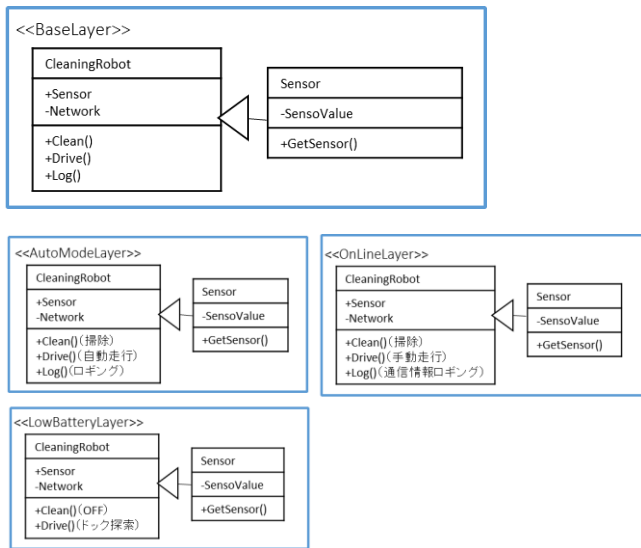 <<BaseLayer>>
CleaningRobot
+Sensor
-Network
+Clean()
+Drive()
+Log()
Sensor
-SensoValue
+GetSensor()
<<AutoModeLayer>>
CleaningRobot
+Sensor
-Network
+Clean()(掃除)
+Drive()(自動走行)
+Log()(ロギング)
Sensor
-SensoValue
+GetSensor()
<<OnLineLayer>>
CleaningRobot
+Sensor
-Network
+Clean()(掃除)
+Drive()(手動走行)
+Log()(通信情報ロギング)
Sensor
-SensoValue
+GetSensor()
<<LowBatteryLayer>>
CleaningRobot
+Sensor
-Network
+Clean()(OFF)
+Drive()(ドック探索)
Sensor
-SensoValue
+GetSensor()